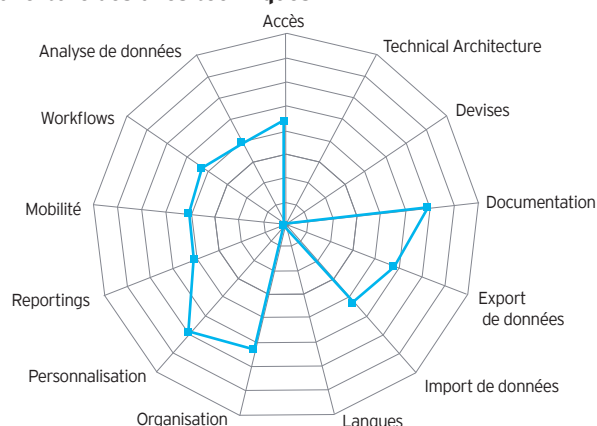 Accès
Technical Architecture
Analyse de données
Devises
Workflows
Documentation
Mobilité
Export
de données
Reportings
Import de données
Personnalisation
Langues
Organisation